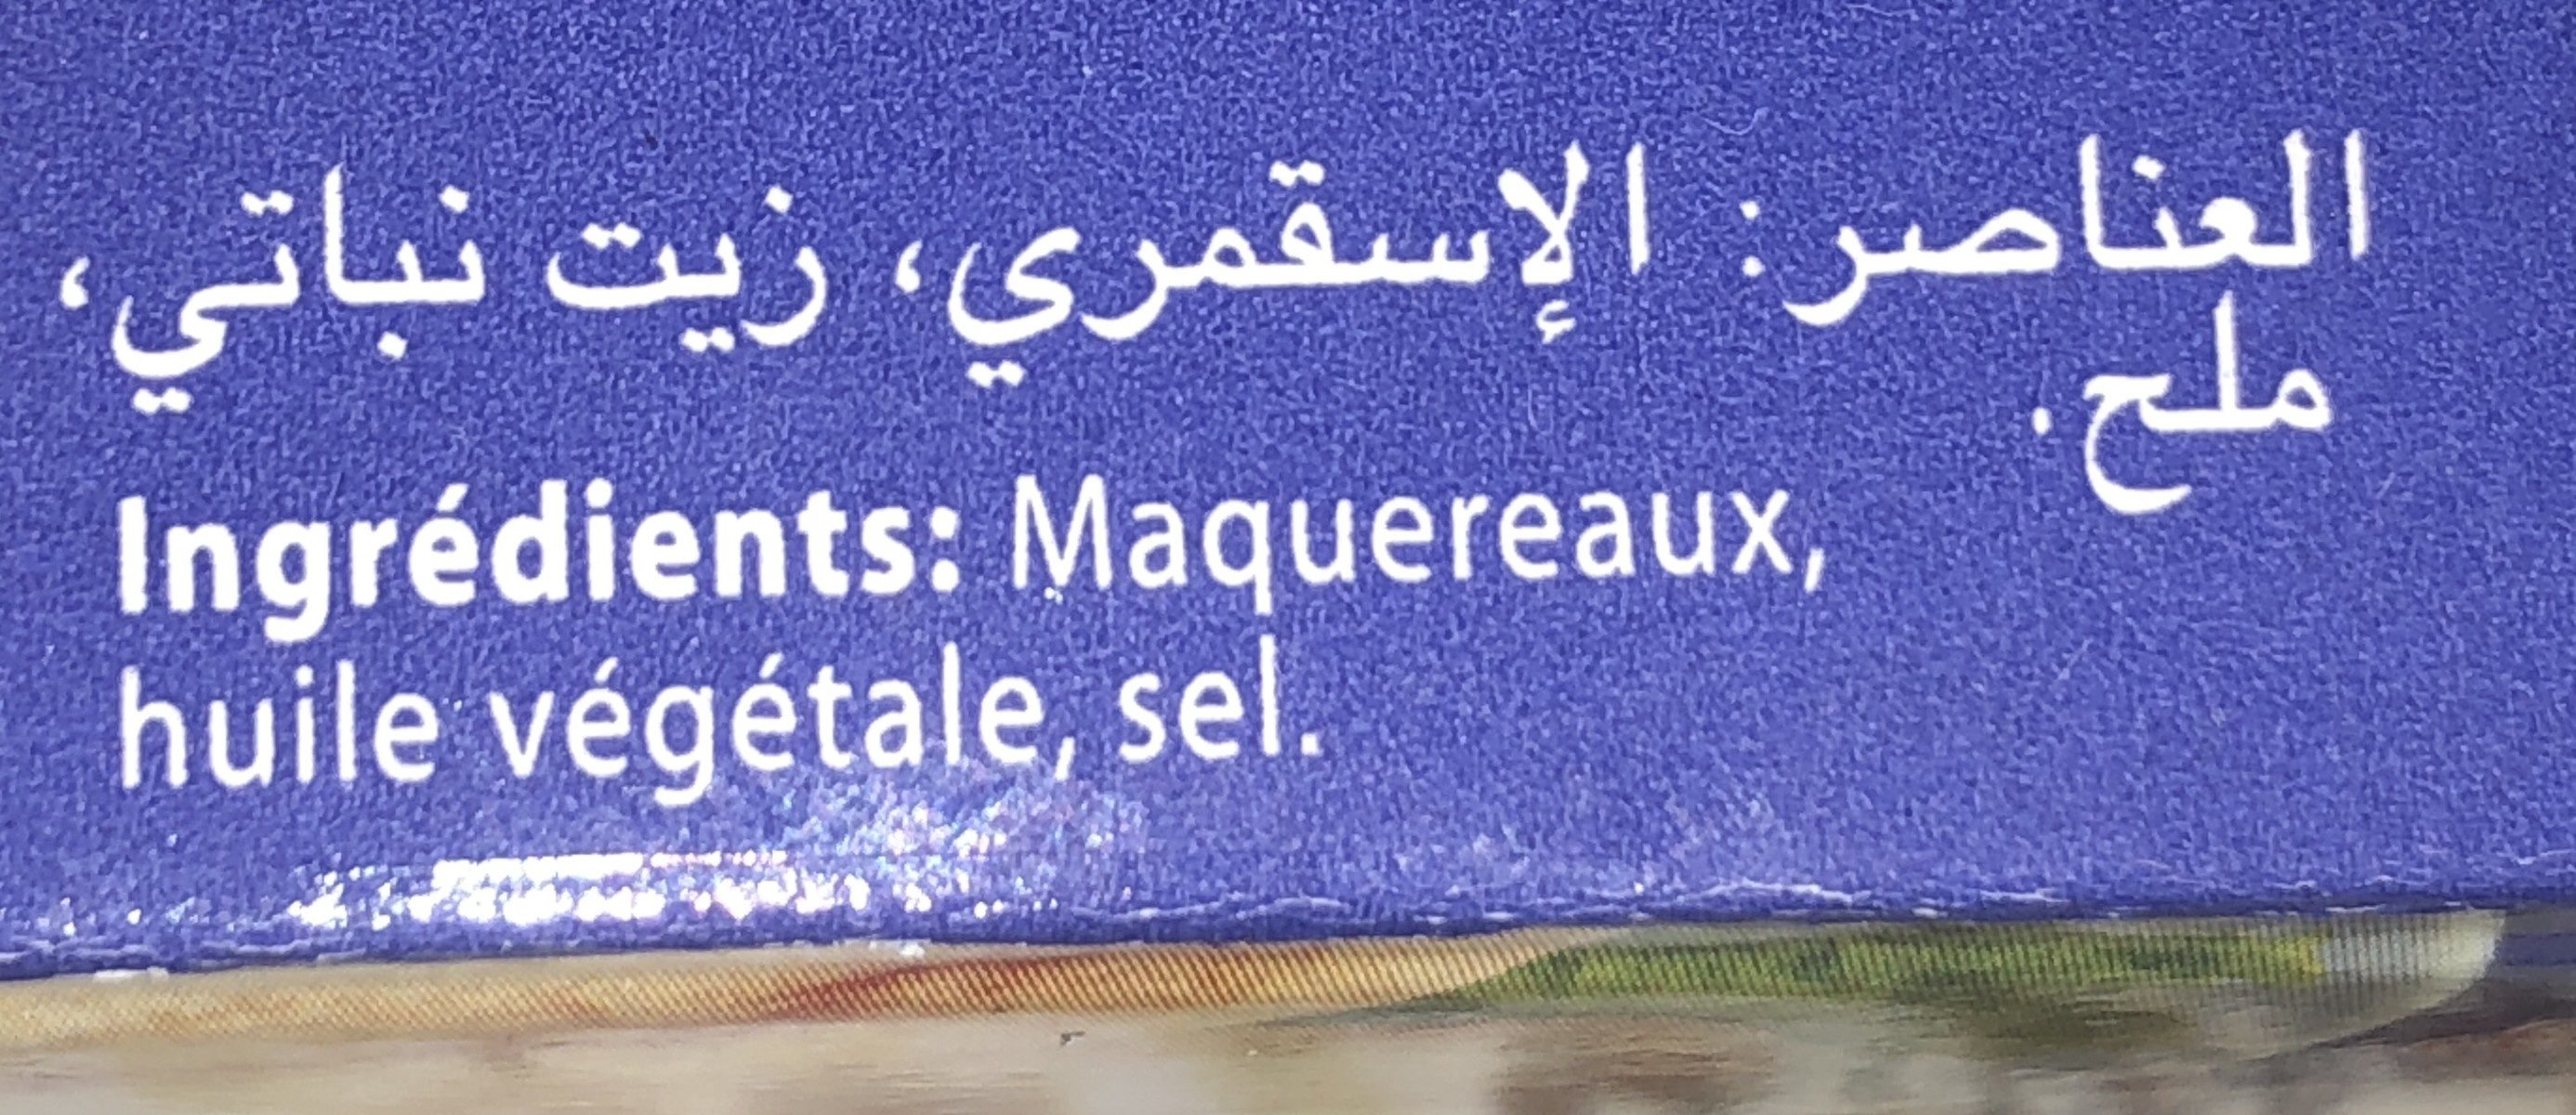 العناصر: الإسقمري، زيت نباتي،
ملح.
Ingrédients: Maquereaux,
huile végétale, sel.